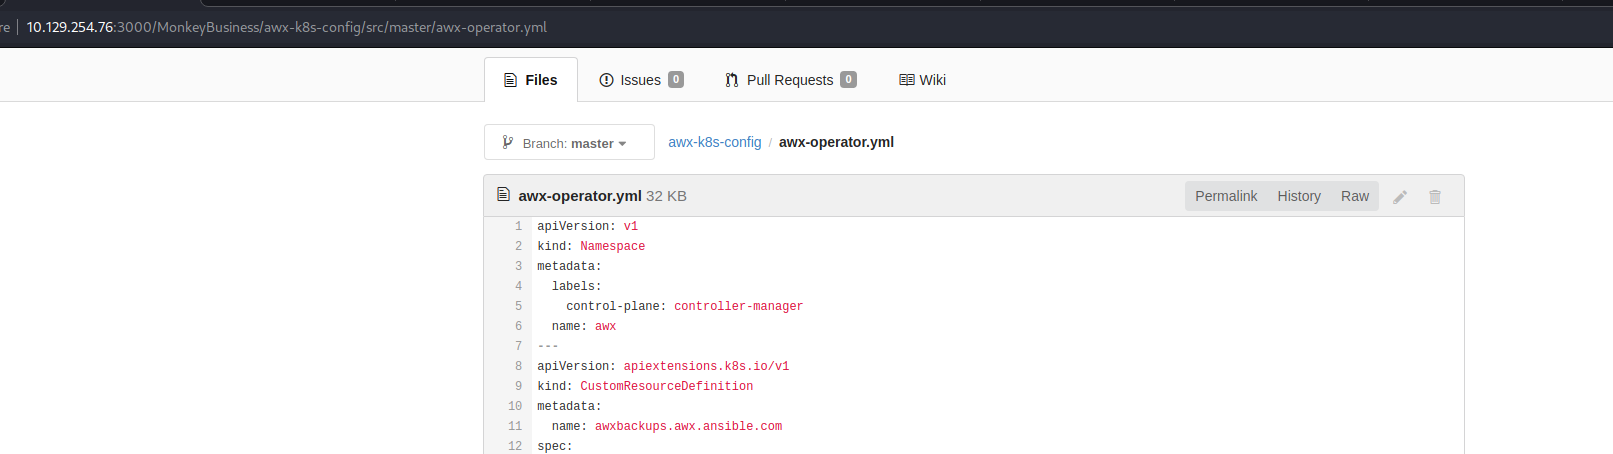 re 10.129.254.76:3000/MonkeyBusiness/awx-k8s-config/src/master/awx-operator.yml
Files Issues 0 Pull Requests 0 Wiki
Branch: master awx-k8s-config / awx-operator.yml
awx-operator.yml 32 KB Permalink History Raw
1 apiVersion: v1
2 kind: Namespace
3 metadata:
4 labels:
5 control-plane: controller-manager
6 name: awx
7 ---
8 apiVersion: apiextensions.k8s.io/v1
9 kind: CustomResourceDefinition
10 metadata:
11 name: awxbackups.awx.ansible.com
12 spec: